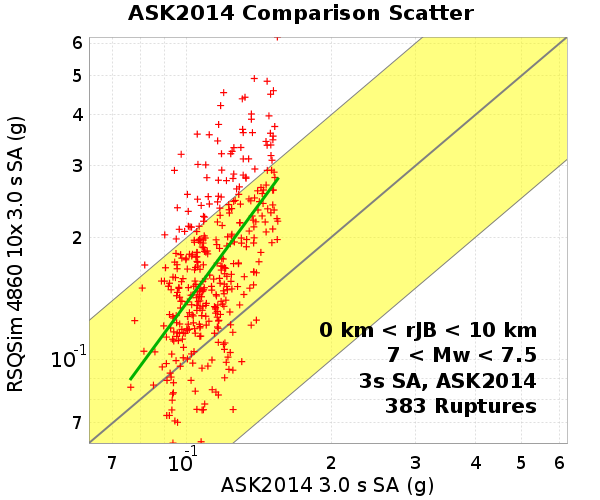 ASK2014 Comparison Scatter
RSQSim 4860 10x 3.0 s SA (g)
6
5
4
3
2
10^-1
7
0 km < rJB < 10 km
7 < Mw < 7.5
3s SA, ASK2014
383 Ruptures
7 10^-1 2 3 4 5 6
ASK2014 3.0 s SA (g)